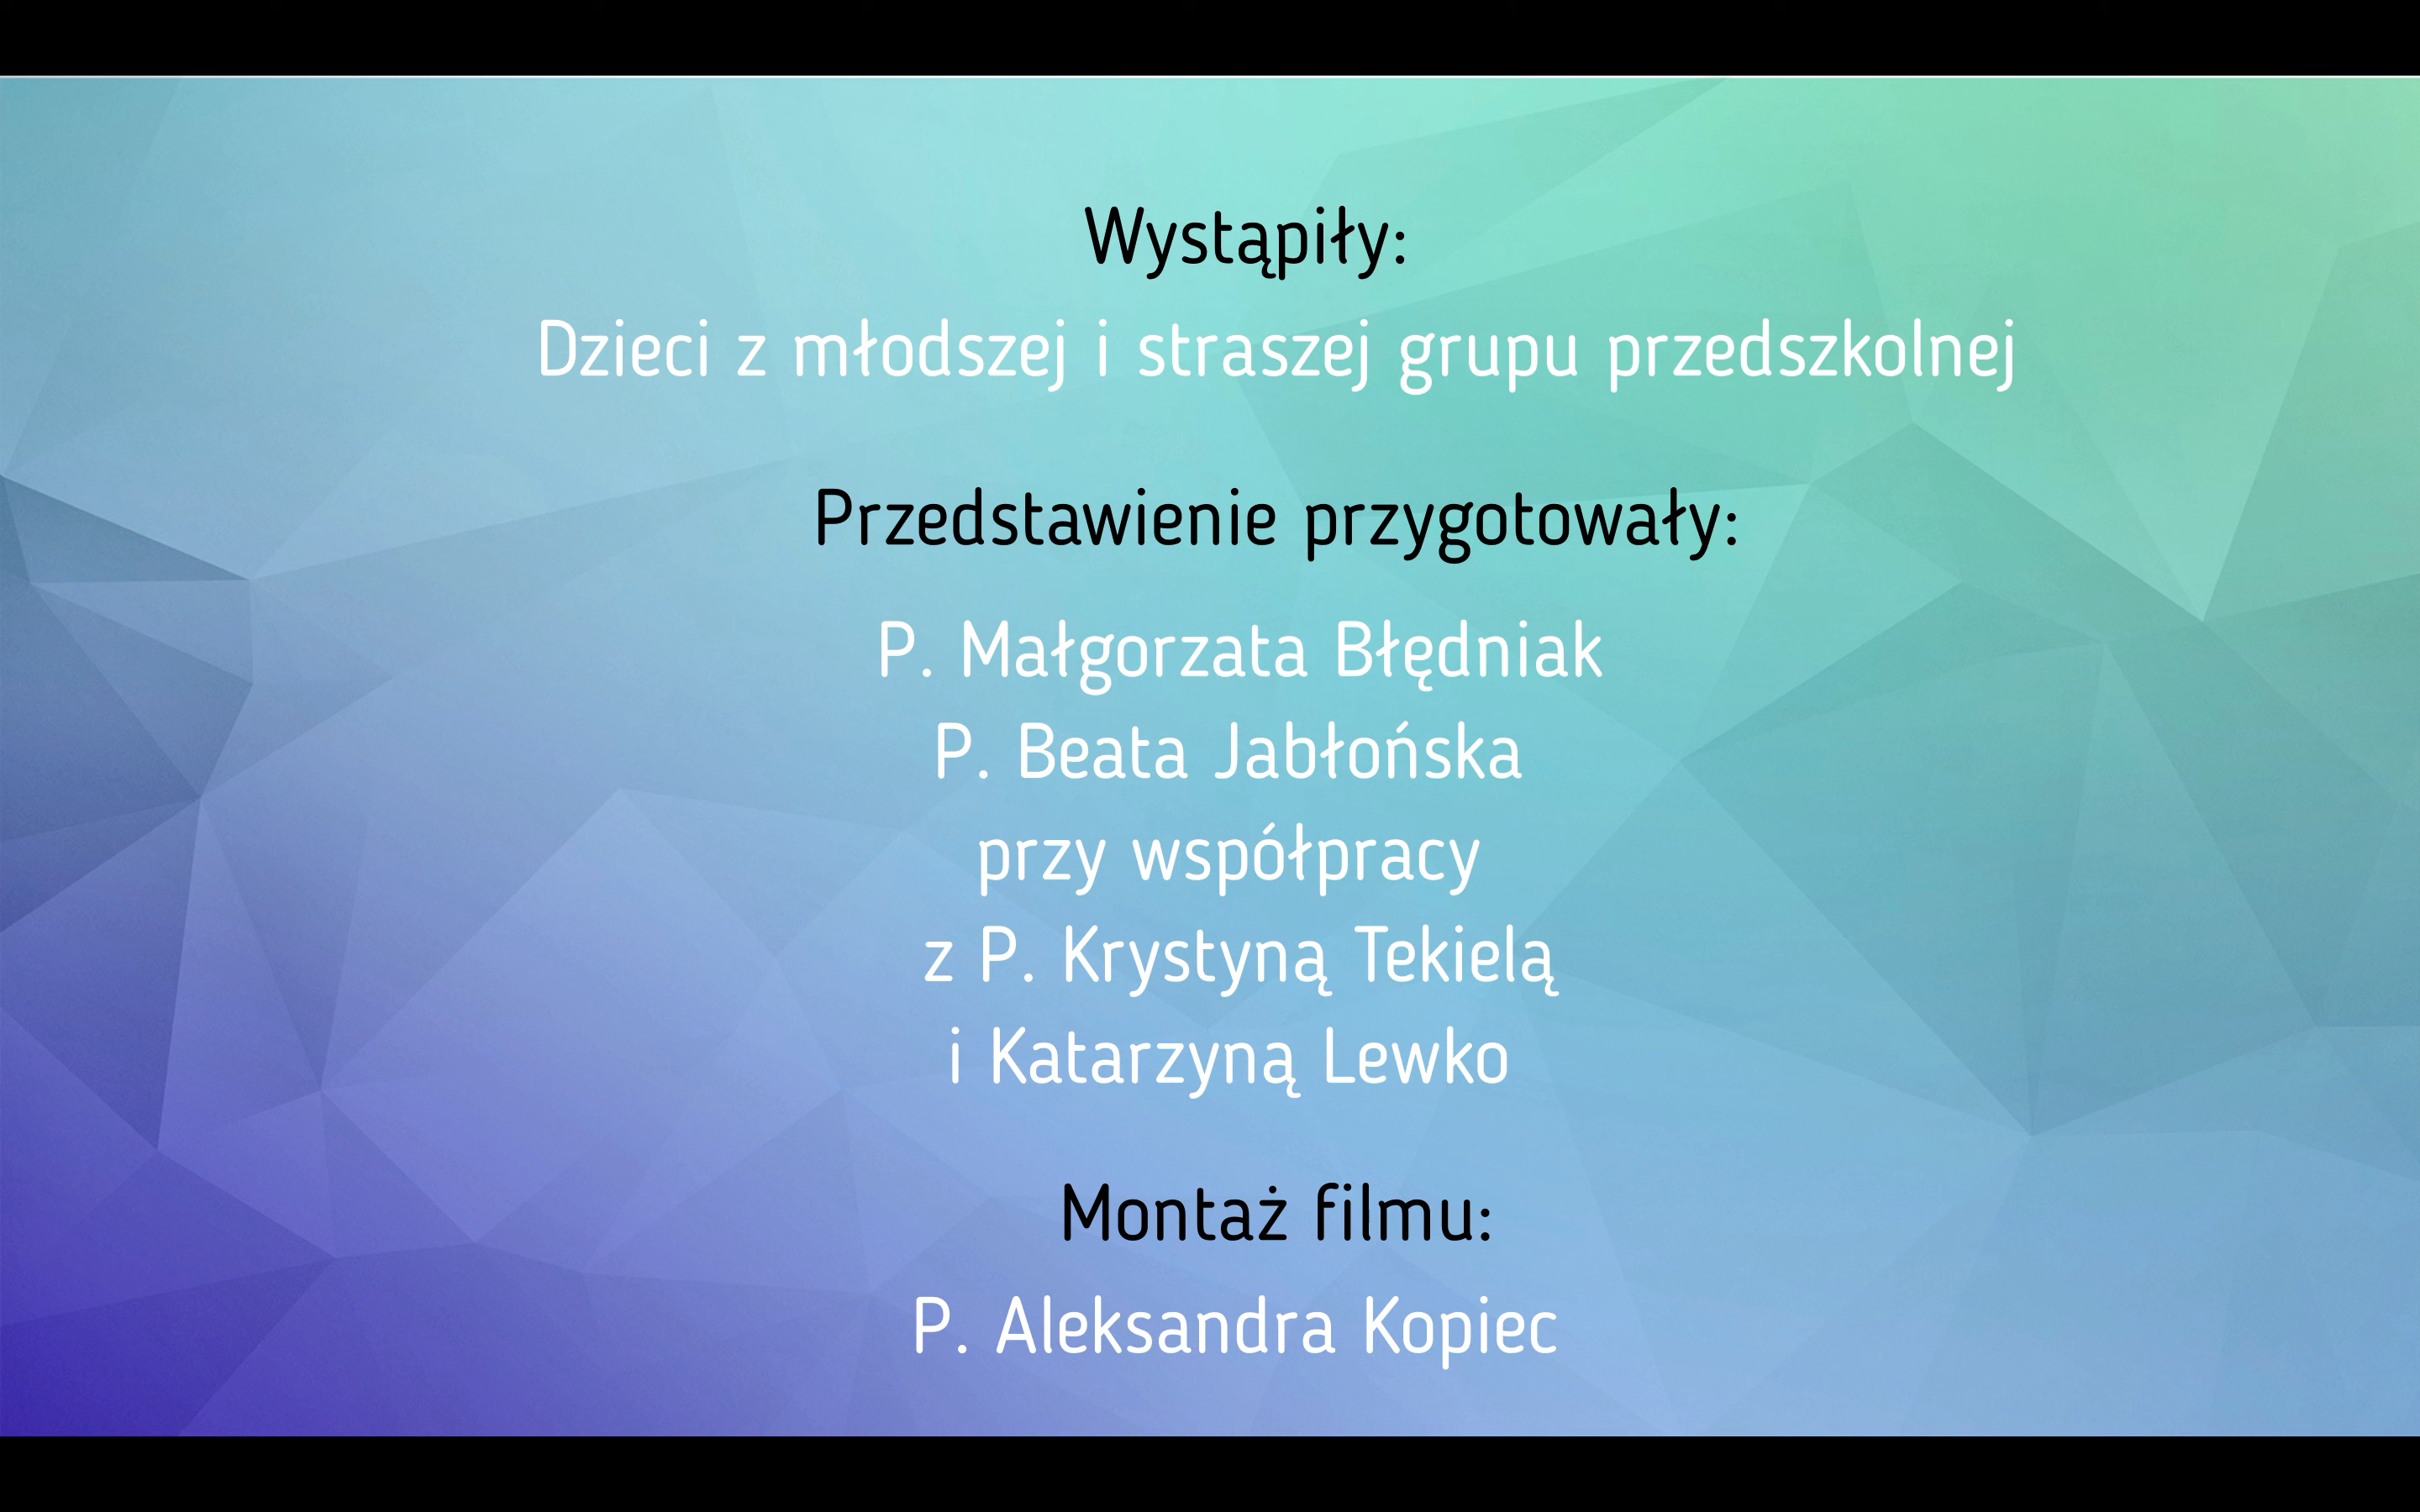 Wystąpiły:
Dzieci z młodszej i straszej grupu przedszkolnej
Przedstawienie przygotowały:
P. Małgorzata Błędniak
P. Beata Jabłońska
przy współpracy
z P. Krystyną Tekielą
i Katarzyną Lewko
Montaż filmu:
P. Aleksandra Kopiec